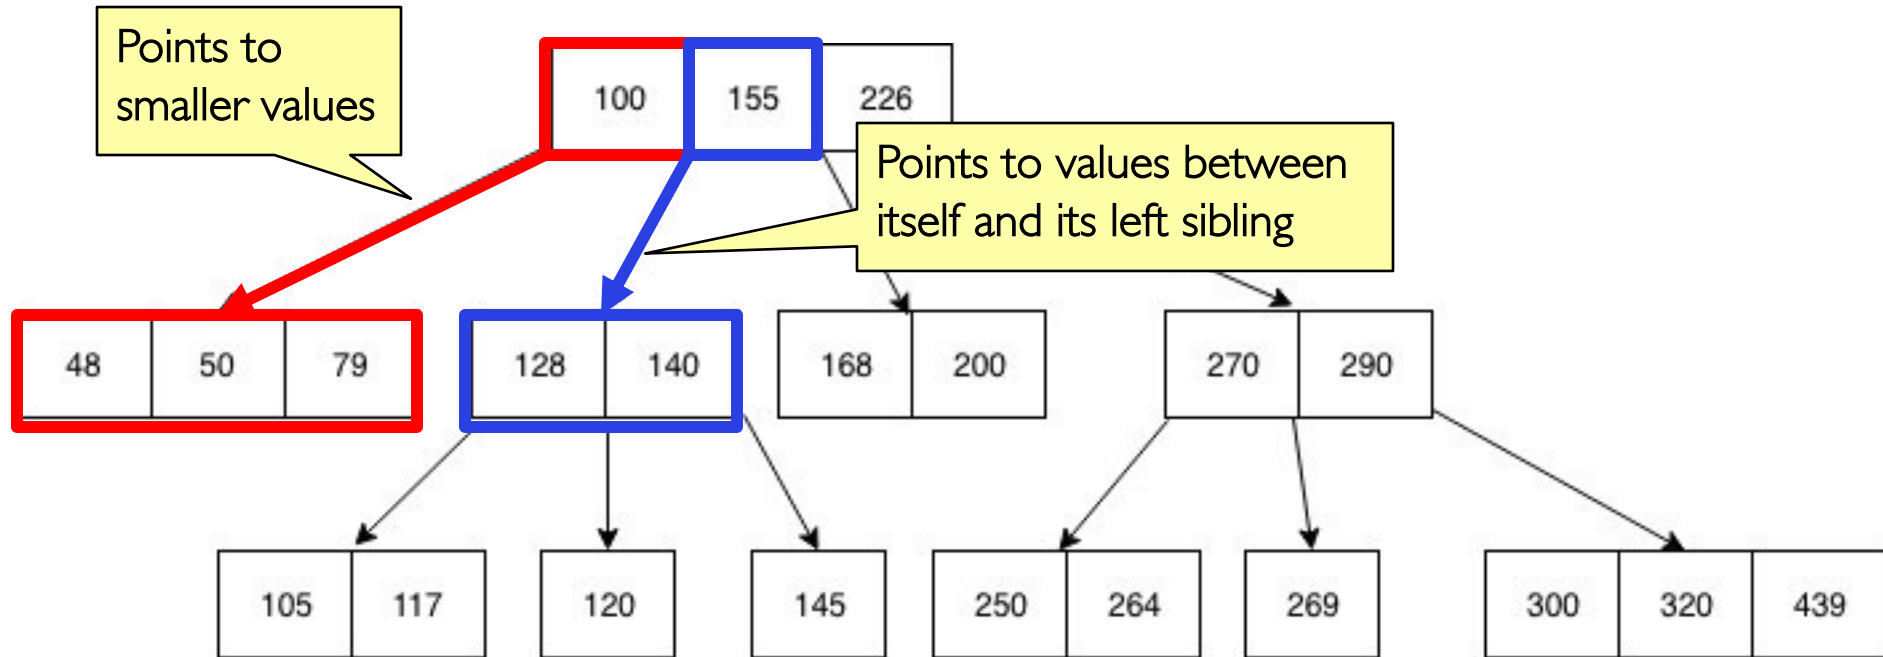 Points to
smaller values
100 155 226
Points to values between
itself and its left sibling
48 50 79
128 140
168 200
270 290
105 117
120
145
250 264
269
300 320 439